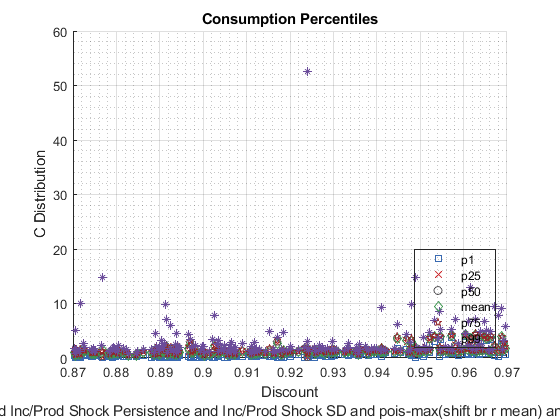 Consumption Percentiles
60
50
40
30
20
10
0
C Distribution
p1
p25
p50
mean
p75
p99
0.87 0.88 0.89 0.9 0.91 0.92 0.93 0.94 0.95 0.96 0.97
Discount
d Inc/Prod Shock Persistence and Inc/Prod Shock SD and pois-max(shift br r mean) an